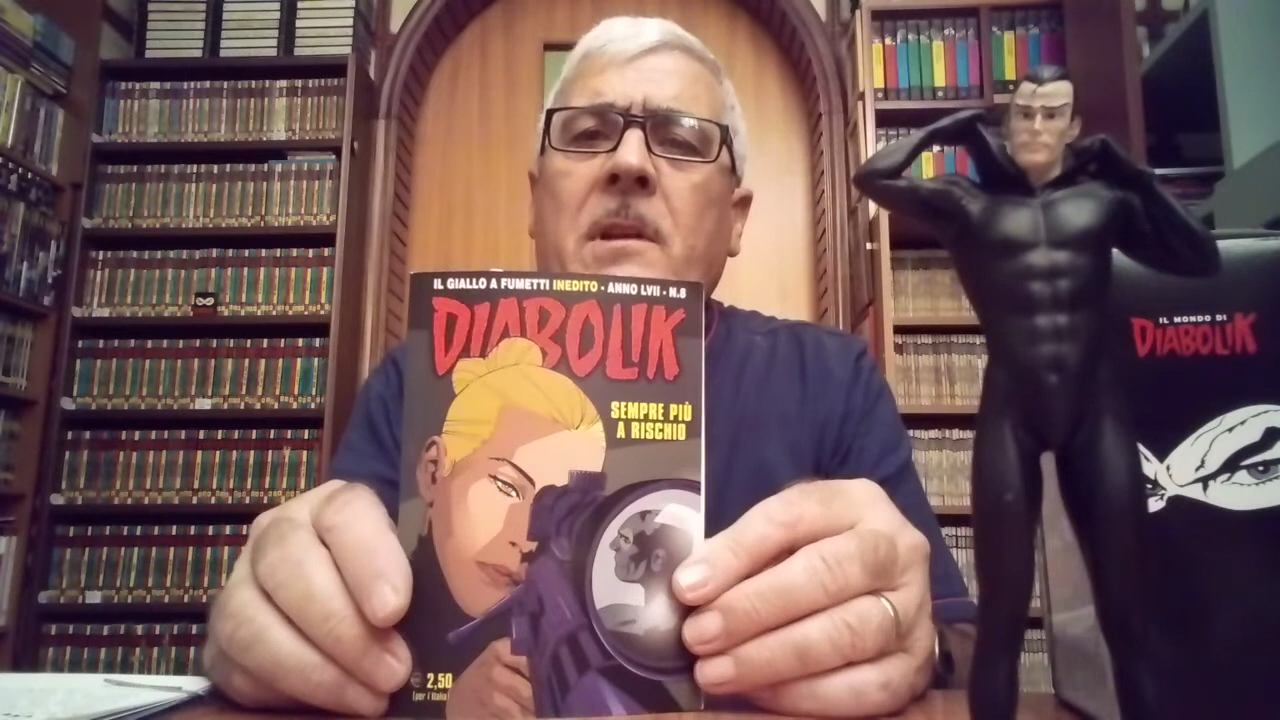 IL GIALLO A FUMETTI INEDITO - ANNO LVII - N.8
DIABOLIK
SEMPRE PIÙ
A RISCHIO
€ 2,50
(per l'Italia)
IL MONDO DI
DIABOLIK